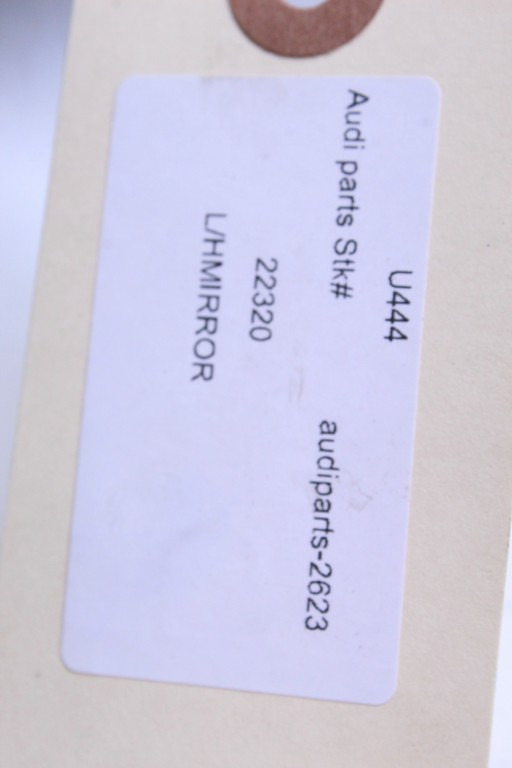 U444
Audi parts Stk# audiparts-2623
22320
L/HMIRROR